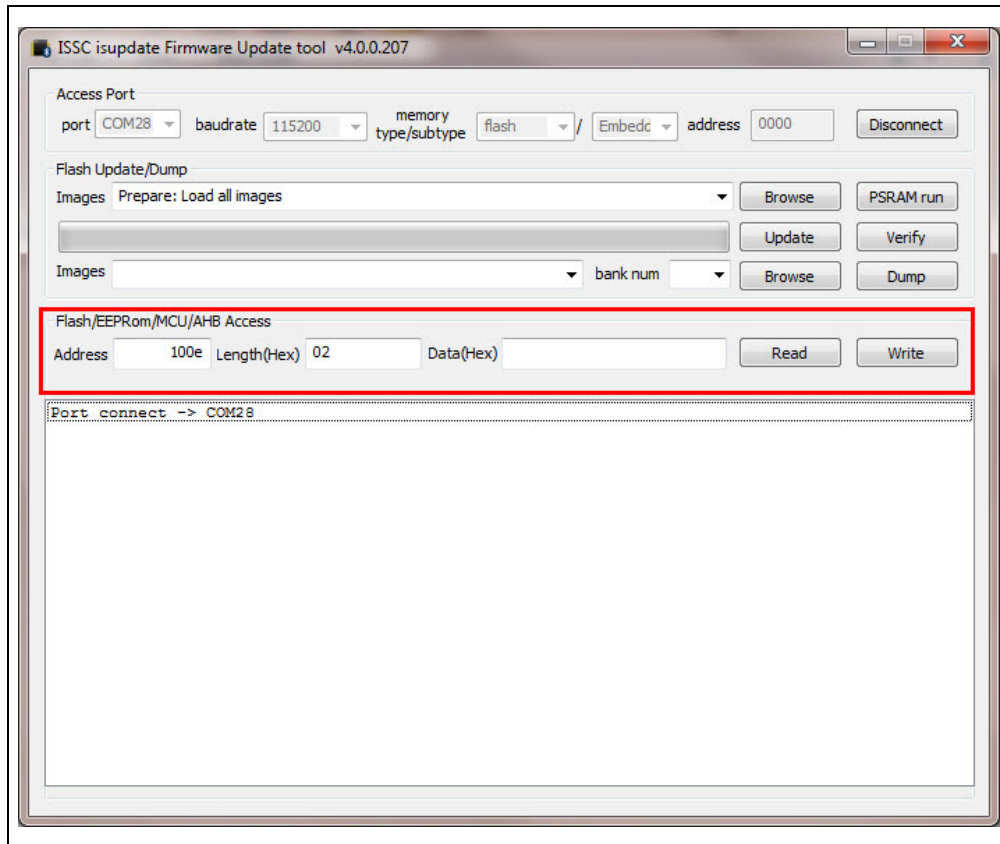 ISSC isupdate Firmware Update tool v4.0.0.207
Access Port
port COM28 baudrate 115200 memory type/subtype flash / Embedc address 0000 Disconnect
Flash Update/Dump
Images Prepare: Load all images Browse PSRAM run
Update Verify
Images bank num Browse Dump
Flash/EEPRom/MCU/AHB Access
Address 100e Length(Hex) 02 Data(Hex) Read Write
Port connect -> COM28